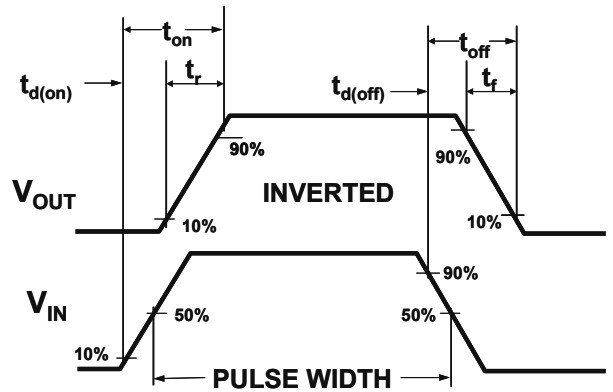 t_on
t_off
t_d(on)
t_r
t_d(off)
t_f
90%
90%
V_OUT
INVERTED
10%
10%
90%
V_IN
50%
50%
10%
PULSE WIDTH